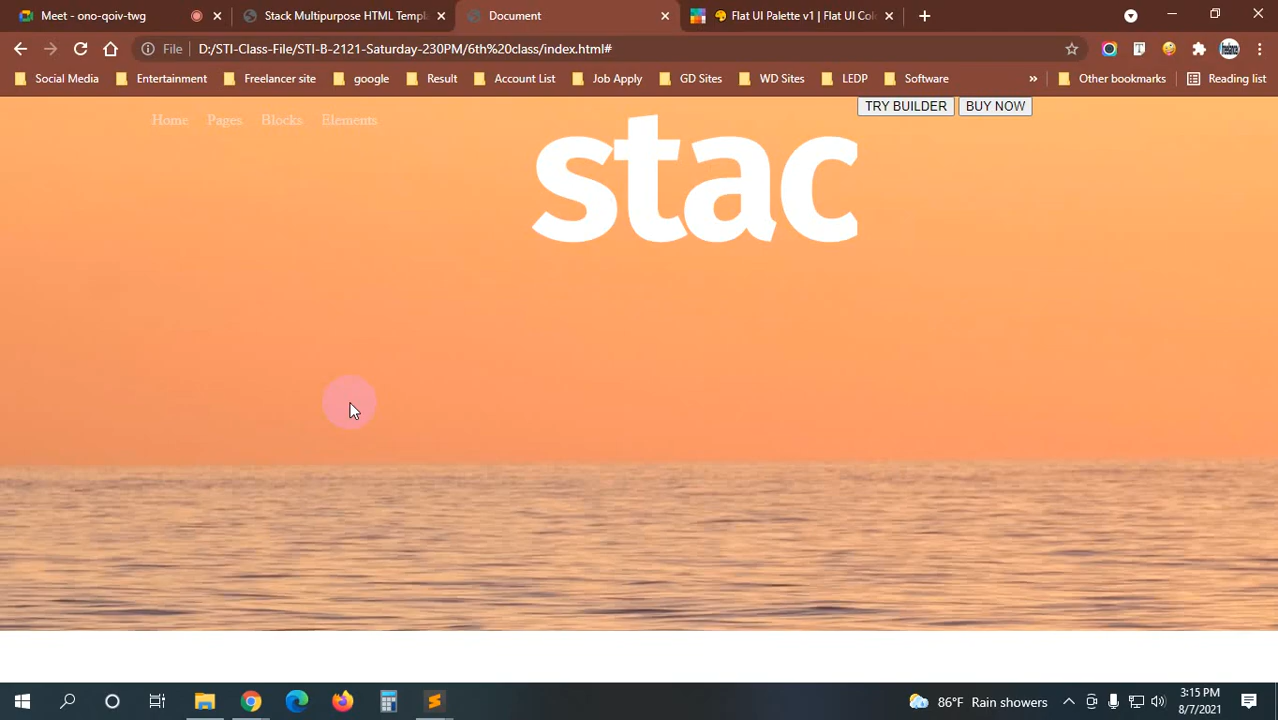 Meet - ono-qoiv-twg
Stack Multipurpose HTML Templ
Document
Flat UI Palette v1 | Flat UI Col
File
D:/STI-Class-File/STI-B-2121-Saturday-230PM/6th%20class/index.html#
Social Media
Entertainment
Freelancer site
google
Result
Account List
Job Apply
GD Sites
WD Sites
LEDP
Software
»
Other bookmarks
Reading list
Home Pages Blocks Elements
stac
TRY BUILDER BUY NOW
86°F Rain showers
3:15 PM
8/7/2021